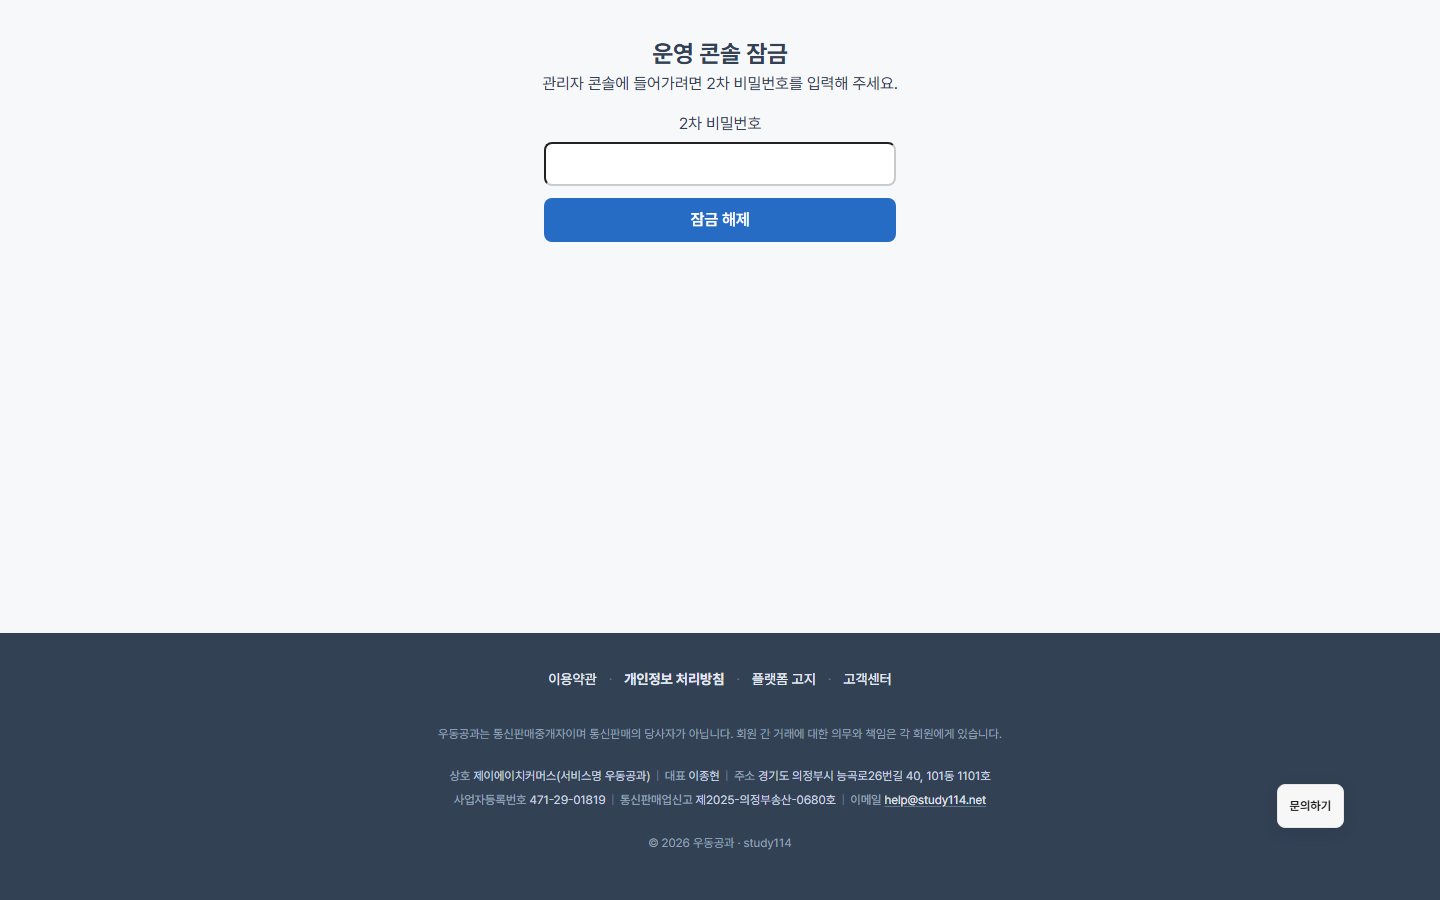 운영 콘솔 잠금
관리자 콘솔에 들어가려면 2차 비밀번호를 입력해 주세요.
2차 비밀번호
잠금 해제
이용약관 · 개인정보 처리방침 · 플랫폼 고지 · 고객센터
우동공과는 통신판매중개자이며 통신판매의 당사자가 아닙니다. 회원 간 거래에 대한 의무와 책임은 각 회원에게 있습니다.
상호 제이에이치커머스(서비스명 우동공과) | 대표 이종현 | 주소 경기도 의정부시 능곡로26번길 40, 101동 1101호
사업자등록번호 471-29-01819 | 통신판매업신고 제2025-의정부송산-0680호 | 이메일 help@study114.net
문의하기
© 2026 우동공과 · study114